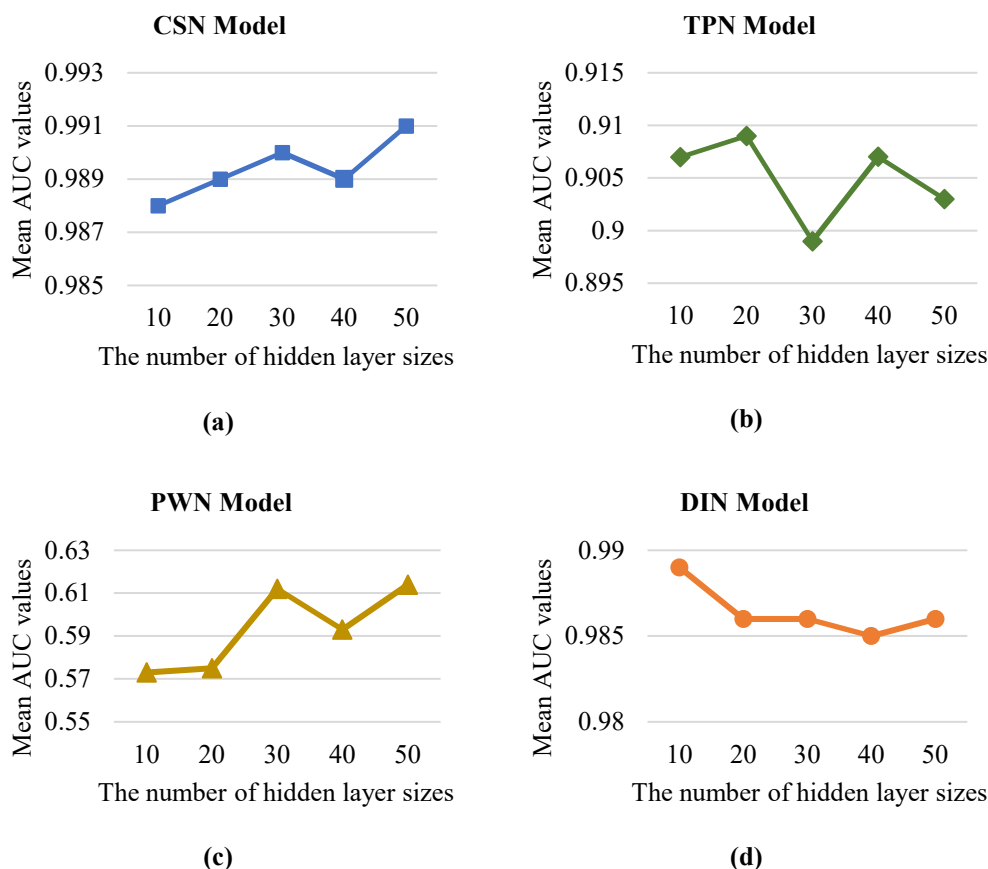 CSN Model
Mean AUC values
0.993
0.991
0.989
0.987
0.985
10 20 30 40 50
The number of hidden layer sizes
(a)
TPN Model
Mean AUC values
0.915
0.91
0.905
0.9
0.895
10 20 30 40 50
The number of hidden layer sizes
(b)
PWN Model
Mean AUC values
0.63
0.61
0.59
0.57
0.55
10 20 30 40 50
The number of hidden layer sizes
(c)
DIN Model
Mean AUC values
0.99
0.985
0.98
10 20 30 40 50
The number of hidden layer sizes
(d)